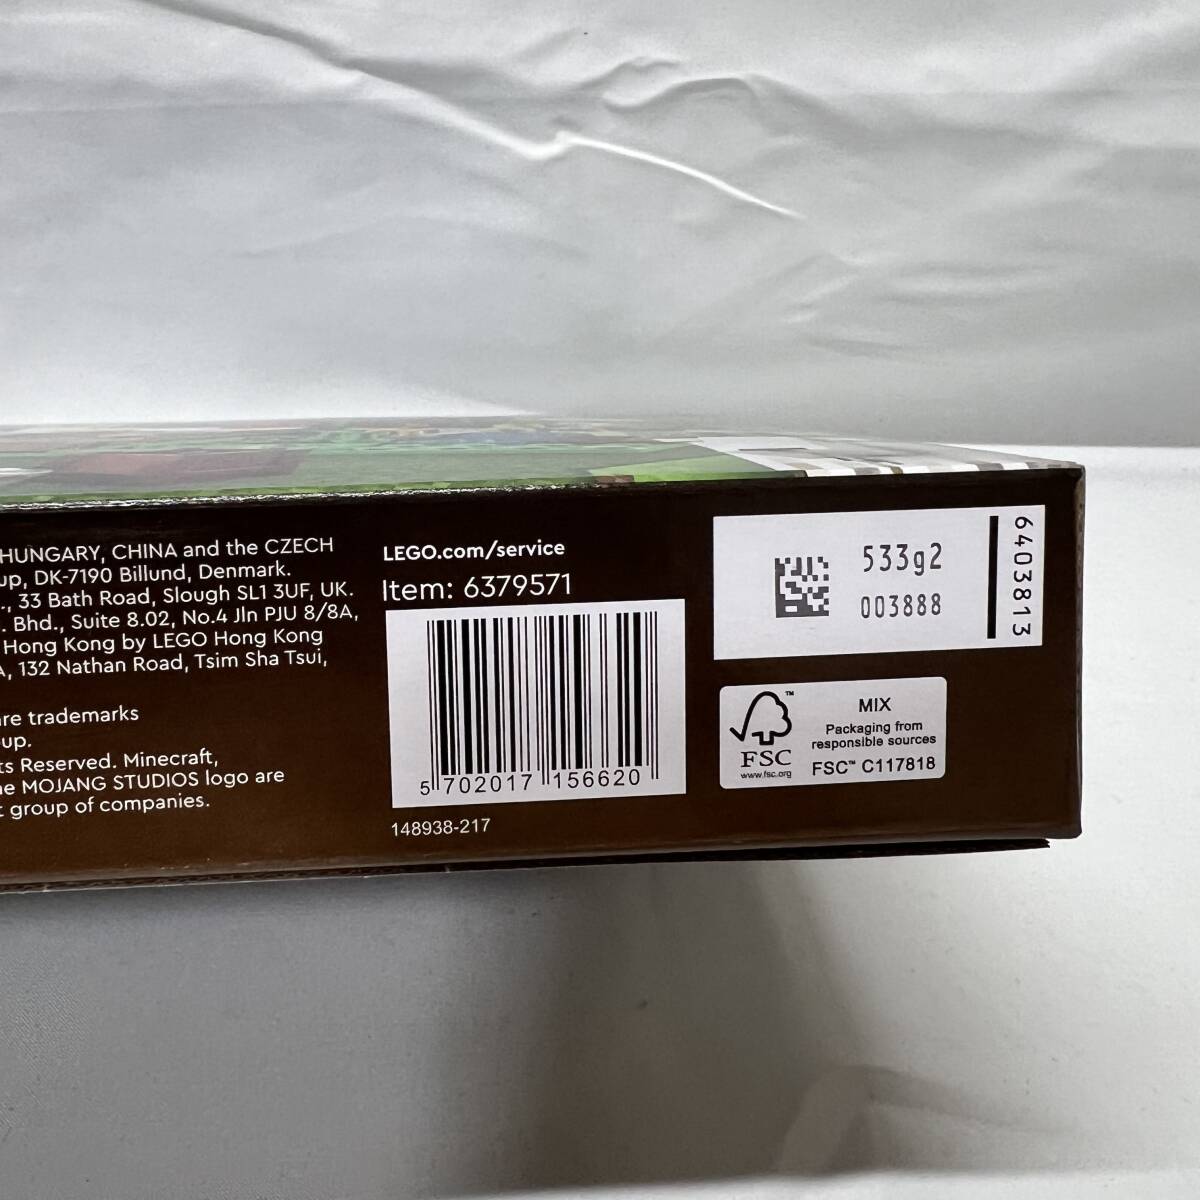 HUNGARY, CHINA and the CZECH
up, DK-7190 Billund, Denmark.
., 33 Bath Road, Slough SL1 3UF, UK.
. Bhd., Suite 8.02, No.4 Jln PJU 8/8A,
Hong Kong by LEGO Hong Kong
A, 132 Nathan Road, Tsim Sha Tsui,
are trademarks
up.
ts Reserved. Minecraft,
he MOJANG STUDIOS logo are
t group of companies.
LEGO.com/service
Item: 6379571
5 702017 156620
148938-217
533g2
003888
6403813
FSC
www.fsc.org
™
MIX
Packaging from
responsible sources
FSC™ C117818